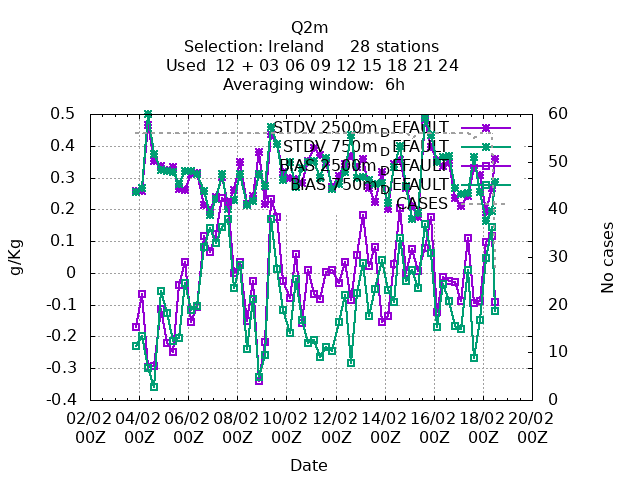 Q2m
Selection: Ireland 28 stations
Used 12 + 03 06 09 12 15 18 21 24
Averaging window: 6h
STDV 2500m_DEFAULT
STDV 750m_DEFAULT
BIAS 2500m_DEFAULT
BIAS 750m_DEFAULT
CASES
g/Kg
0.5
0.4
0.3
0.2
0.1
0
-0.1
-0.2
-0.3
-0.4
No cases
60
50
40
30
20
10
0
02/02 04/02 06/02 08/02 10/02 12/02 14/02 16/02 18/02 20/02
00Z 00Z 00Z 00Z 00Z 00Z 00Z 00Z 00Z 00Z
Date